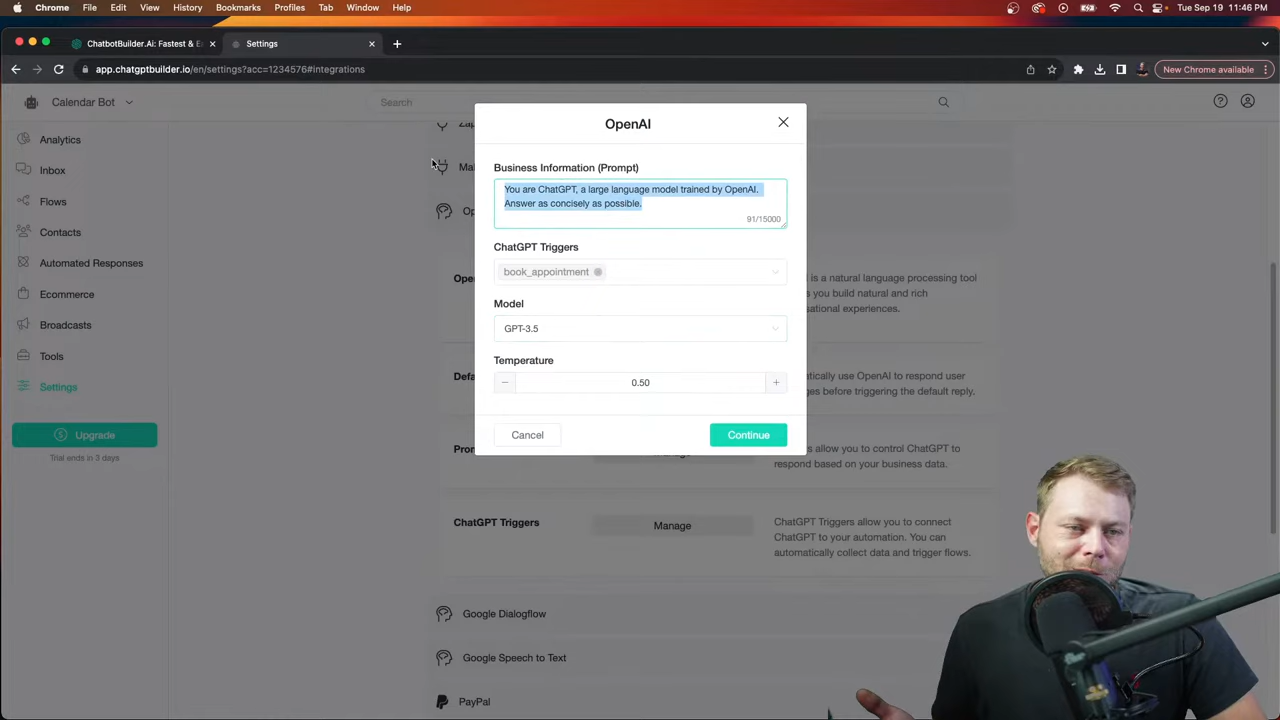 Chrome File Edit View History Bookmarks Profiles Tab Window Help
Tue Sep 19 11:46 PM
ChatbotBuilder.Ai: Fastest & E
Settings
app.chatgptbuilder.io/en/settings?acc=1234576#integrations
New Chrome available
Calendar Bot
Search
Analytics
Inbox
Flows
Contacts
Automated Responses
Ecommerce
Broadcasts
Tools
Settings
Upgrade
Trial ends in 3 days
OpenAI
Business Information (Prompt)
You are ChatGPT, a large language model trained by OpenAI.
Answer as concisely as possible.
91/15000
ChatGPT Triggers
book_appointment
Model
GPT-3.5
Temperature
0.50
Cancel
Continue
I is a natural language processing tool
s you build natural and rich
sational experiences.
atically use OpenAI to respond user
ges before triggering the default reply.
s allow you to control ChatGPT to
respond based on your business data.
ChatGPT Triggers
Manage
ChatGPT Triggers allow you to connect
ChatGPT to your automation. You can
automatically collect data and trigger flows.
Google Dialogflow
Google Speech to Text
PayPal